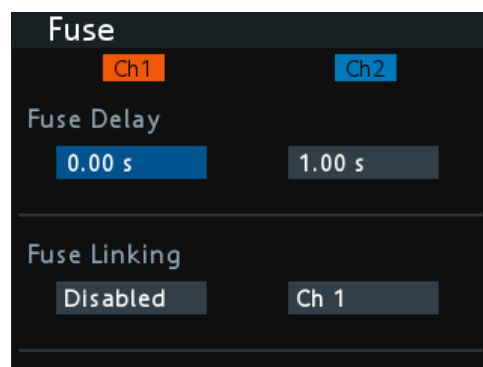 Fuse
Ch1 Ch2
Fuse Delay
0.00 s 1.00 s
Fuse Linking
Disabled Ch 1